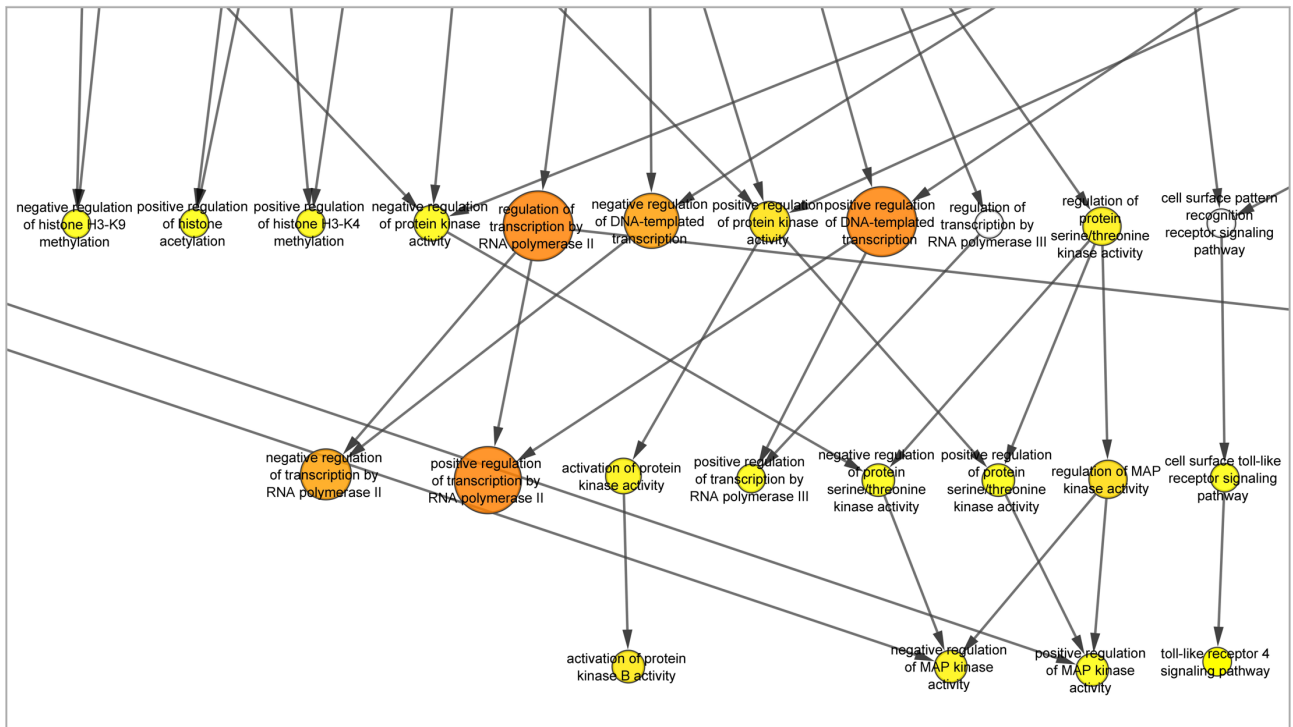 negative regulation
of histone H3-K9
methylation
positive regulation
of histone
acetylation
positive regulation
of histone H3-K4
methylation
negative regulation
of protein kinase
activity
regulation of
transcription by
RNA polymerase II
negative regulation
of DNA-templated
transcription
positive regulation
of protein kinase
activity
positive regulation
of DNA-templated
transcription
regulation of
transcription by
RNA polymerase III
regulation of
protein
serine/threonine
kinase activity
cell surface pattern
recognition
receptor signaling
pathway
negative regulation
of transcription by
RNA polymerase II
positive regulation
of transcription by
RNA polymerase II
activation of protein
kinase activity
positive regulation
of transcription by
RNA polymerase III
negative regulation
of protein
serine/threonine
kinase activity
positive regulation
of protein
serine/threonine
kinase activity
regulation of MAP
kinase activity
cell surface toll-like
receptor signaling
pathway
activation of protein
kinase B activity
negative regulation
of MAP kinase
activity
positive regulation
of MAP kinase
activity
toll-like receptor 4
signaling pathway